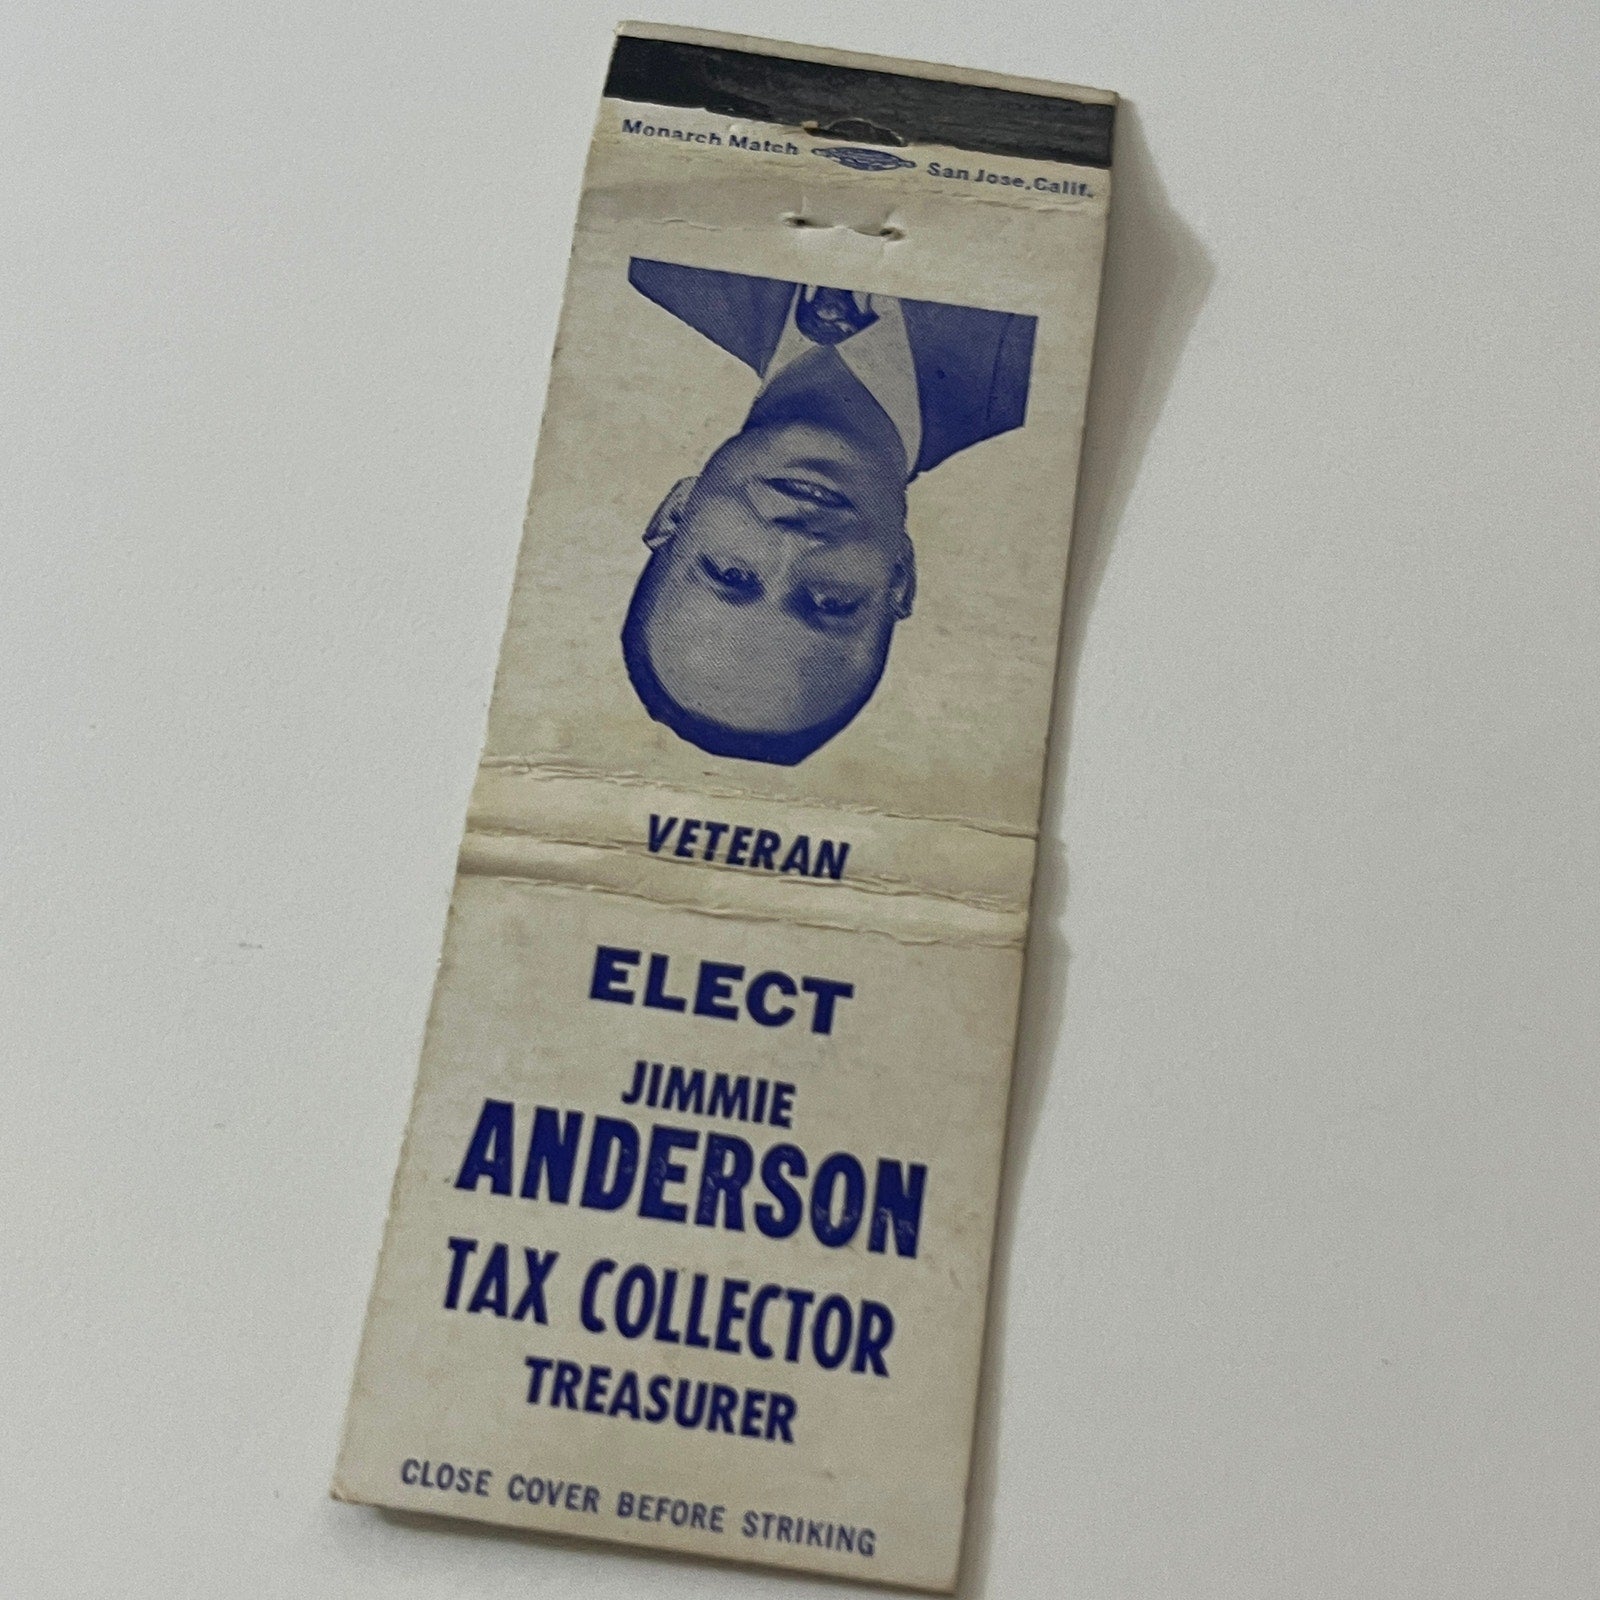 Monarch Match San Jose, Calif.
VETERAN
ELECT
JIMMIE
ANDERSON
TAX COLLECTOR
TREASURER
CLOSE COVER BEFORE STRIKING